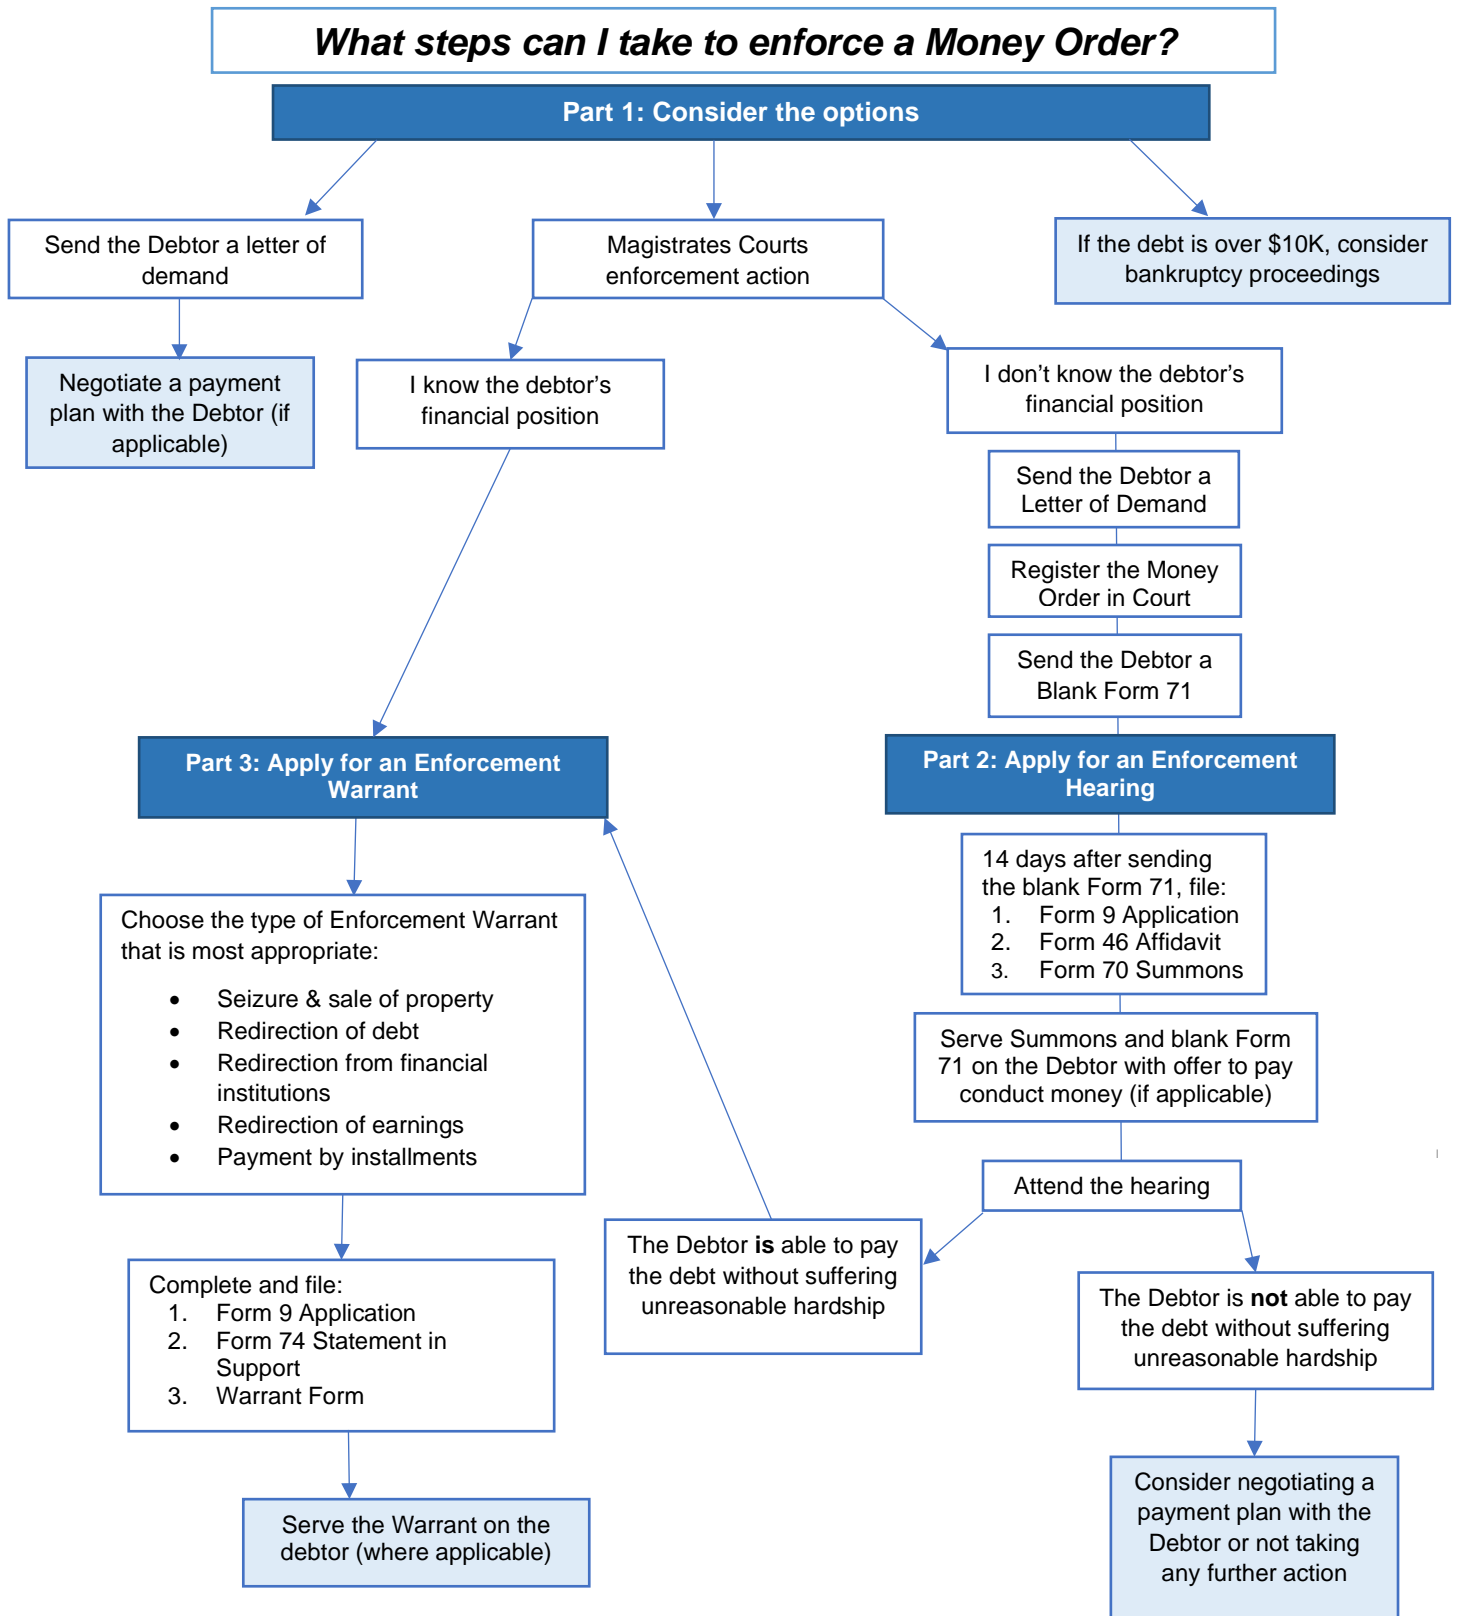 What steps can I take to enforce a Money Order?
Part 1: Consider the options
Send the Debtor a letter of
demand
Magistrates Courts
enforcement action
If the debt is over $10K, consider
bankruptcy proceedings
Negotiate a payment
plan with the Debtor (if
applicable)
I know the debtor’s
financial position
I don’t know the debtor’s
financial position
Send the Debtor a
Letter of Demand
Register the Money
Order in Court
Send the Debtor a
Blank Form 71
Part 3: Apply for an Enforcement
Warrant
Part 2: Apply for an Enforcement
Hearing
14 days after sending
the blank Form 71, file:
1. Form 9 Application
2. Form 46 Affidavit
3. Form 70 Summons
Choose the type of Enforcement Warrant
that is most appropriate:
• Seizure & sale of property
• Redirection of debt
• Redirection from financial
institutions
• Redirection of earnings
• Payment by installments
Serve Summons and blank Form
71 on the Debtor with offer to pay
conduct money (if applicable)
Attend the hearing
The Debtor is able to pay
the debt without suffering
unreasonable hardship
The Debtor is not able to pay
the debt without suffering
unreasonable hardship
Complete and file:
1. Form 9 Application
2. Form 74 Statement in
Support
3. Warrant Form
Serve the Warrant on the
debtor (where applicable)
Consider negotiating a
payment plan with the
Debtor or not taking
any further action